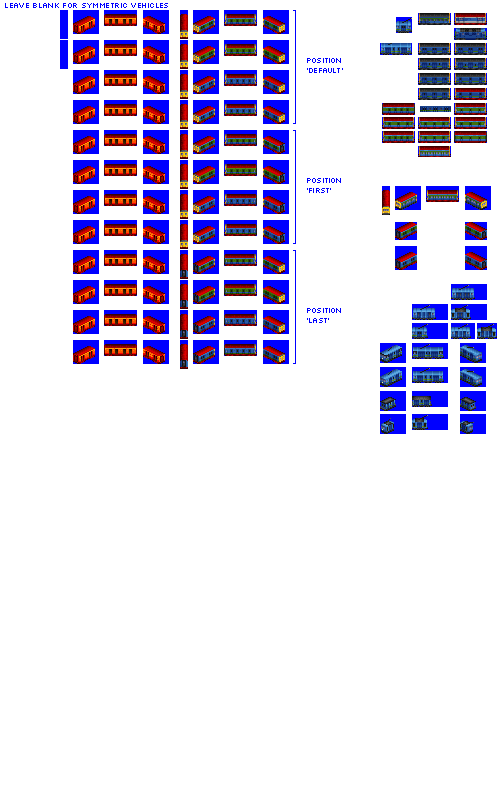 LEAVE BLANK FOR SYMMETRIC VEHICLES
POSITION
'DEFAULT'
POSITION
'FIRST'
POSITION
'LAST'